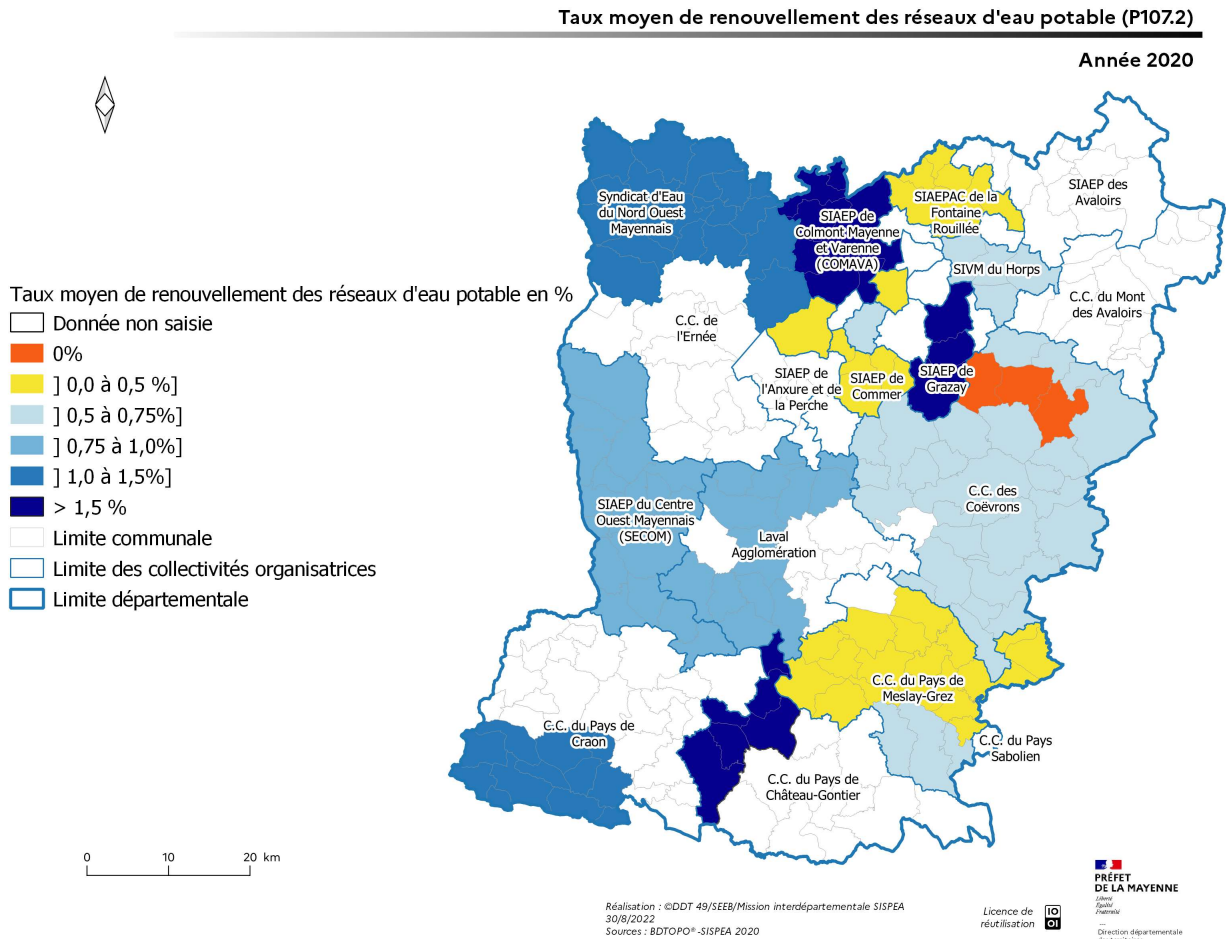 Taux moyen de renouvellement des réseaux d'eau potable (P107.2)
Année 2020
SIAEP des
Avaloirs
Syndicat d'Eau
du Nord Ouest
Mayennais
SIAEPAC de la
Fontaine
Rouillée
SIAEP de
Colmont-Mayenne
et Varenne
(COMAVA)
SIVM du Horps
C.C. du Mont
des Avaloirs
C.C. de
l'Ernée
SIAEP de
l'Anxure et de
la Perche
SIAEP de
Commer
SIAEP de
Grazay
Taux moyen de renouvellement des réseaux d'eau potable en %
Donnée non saisie
0%
] 0,0 à 0,5 %]
] 0,5 à 0,75%]
] 0,75 à 1,0%]
] 1,0 à 1,5%]
> 1,5 %
Limite communale
Limite des collectivités organisatrices
Limite départementale
C.C. des
Coëvrons
SIAEP du Centre
Ouest Mayennais
(SECOM)
Laval
Agglomération
C.C. du Pays de
Meslay-Grez
C.C. du Pays de
Craon
C.C. du Pays
Sabolien
C.C. du Pays de
Château-Gontier
0 10 20 km
Réalisation : ©DDT 49/SEEB/Mission interdépartementale SISPEA
30/8/2022
Sources : BDTOPO® -SISPEA 2020
Licence de
réutilisation
PRÉFET
DE LA MAYENNE
Liberté
Égalité
Fraternité
Direction départementale